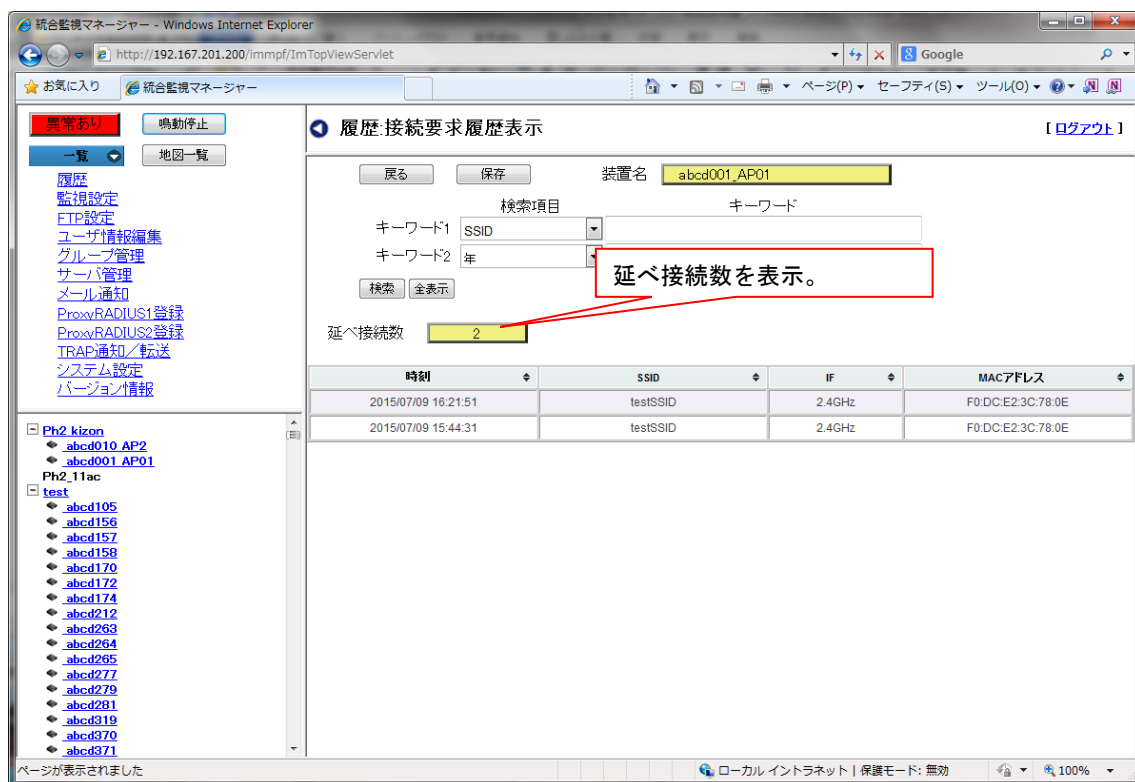 統合監視マネージャー - Windows Internet Explorer
http://192.167.201.200/immpf/ImTopViewServlet
Google
お気に入り
統合監視マネージャー
ページ(P)
セーフティ(S)
ツール(O)
異常あり
鳴動停止
一覧
地図一覧
履歴
監視設定
FTP設定
ユーザ情報編集
グループ管理
サーバ管理
メール通知
ProxyRADIUS1登録
ProxyRADIUS2登録
TRAP通知/転送
システム設定
バージョン情報
Ph2 kizon
abcd010 AP2
abcd001 AP01
Ph2_11ac
test
abcd105
abcd156
abcd157
abcd158
abcd170
abcd172
abcd174
abcd212
abcd263
abcd264
abcd265
abcd277
abcd279
abcd281
abcd319
abcd370
abcd371
履歴:接続要求履歴表示
[ ログアウト ]
戻る
保存
装置名
abcd001_AP01
検索項目
キーワード
キーワード1
SSID
キーワード2
年
検索
全表示
延べ接続数を表示。
延べ接続数
2
時刻 SSID IF MACアドレス
2015/07/09 16:21:51 testSSID 2.4GHz F0:DC:E2:3C:78:0E
2015/07/09 15:44:31 testSSID 2.4GHz F0:DC:E2:3C:78:0E
ページが表示されました
ローカル イントラネット | 保護モード: 無効
100%